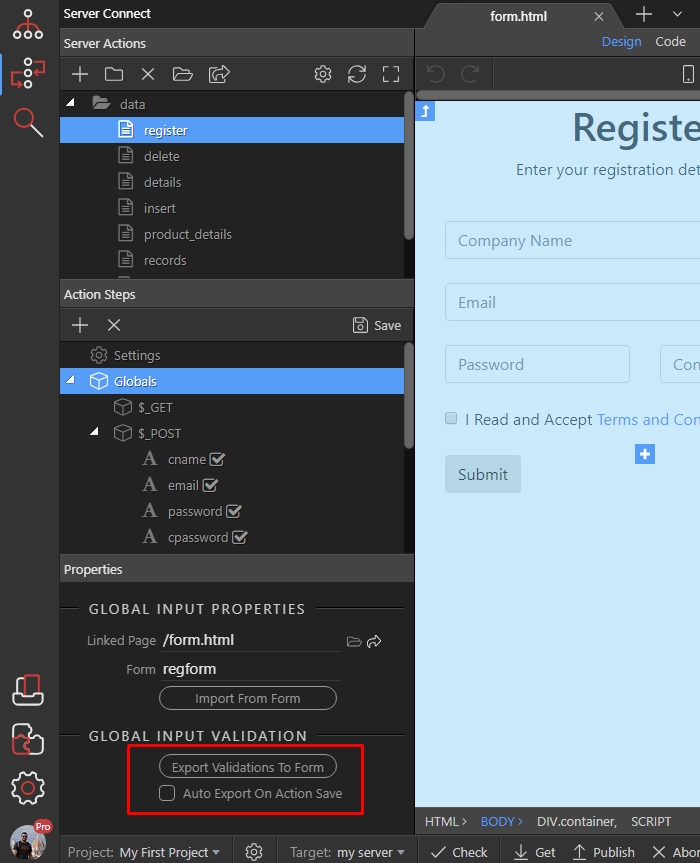 Server Connect
Server Actions
data
register
delete
details
insert
product_details
records
Action Steps
Save
Settings
Globals
$_GET
$_POST
cname
email
password
cpassword
Properties
GLOBAL INPUT PROPERTIES
Linked Page /form.html
Form regform
Import From Form
GLOBAL INPUT VALIDATION
Export Validations To Form
Auto Export On Action Save
Pro
Project: My First Project
Target: my server
form.html
Design Code
Registe
Enter your registration det
Company Name
Email
Password
Con
I Read and Accept Terms and Con
Submit
HTML BODY DIV.container, SCRIPT
Check Get Publish Abo